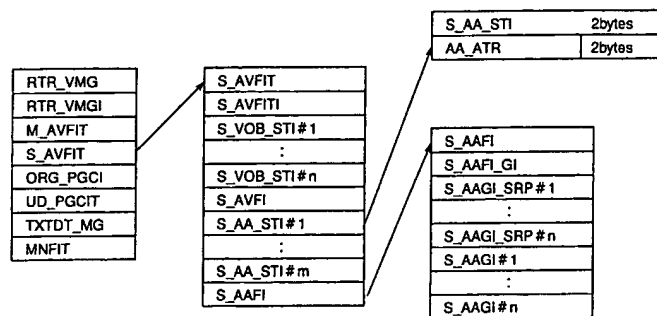 RTR_VMG
RTR_VMGI
M_AVFIT
S_AVFIT
ORG_PGCI
UD_PGCIT
TXTDT_MG
MNFIT
S_AVFIT
S_AVFITI
S_VOB_STI#1
:
S_VOB_STI#n
S_AVFI
S_AA_STI#1
:
S_AA_STI#m
S_AAFI
S_AA_STI 2bytes
AA_ATR 2bytes
S_AAFI
S_AAFI_GI
S_AAGI_SRP#1
:
S_AAGI_SRP#n
S_AAGI#1
:
S_AAGI#n